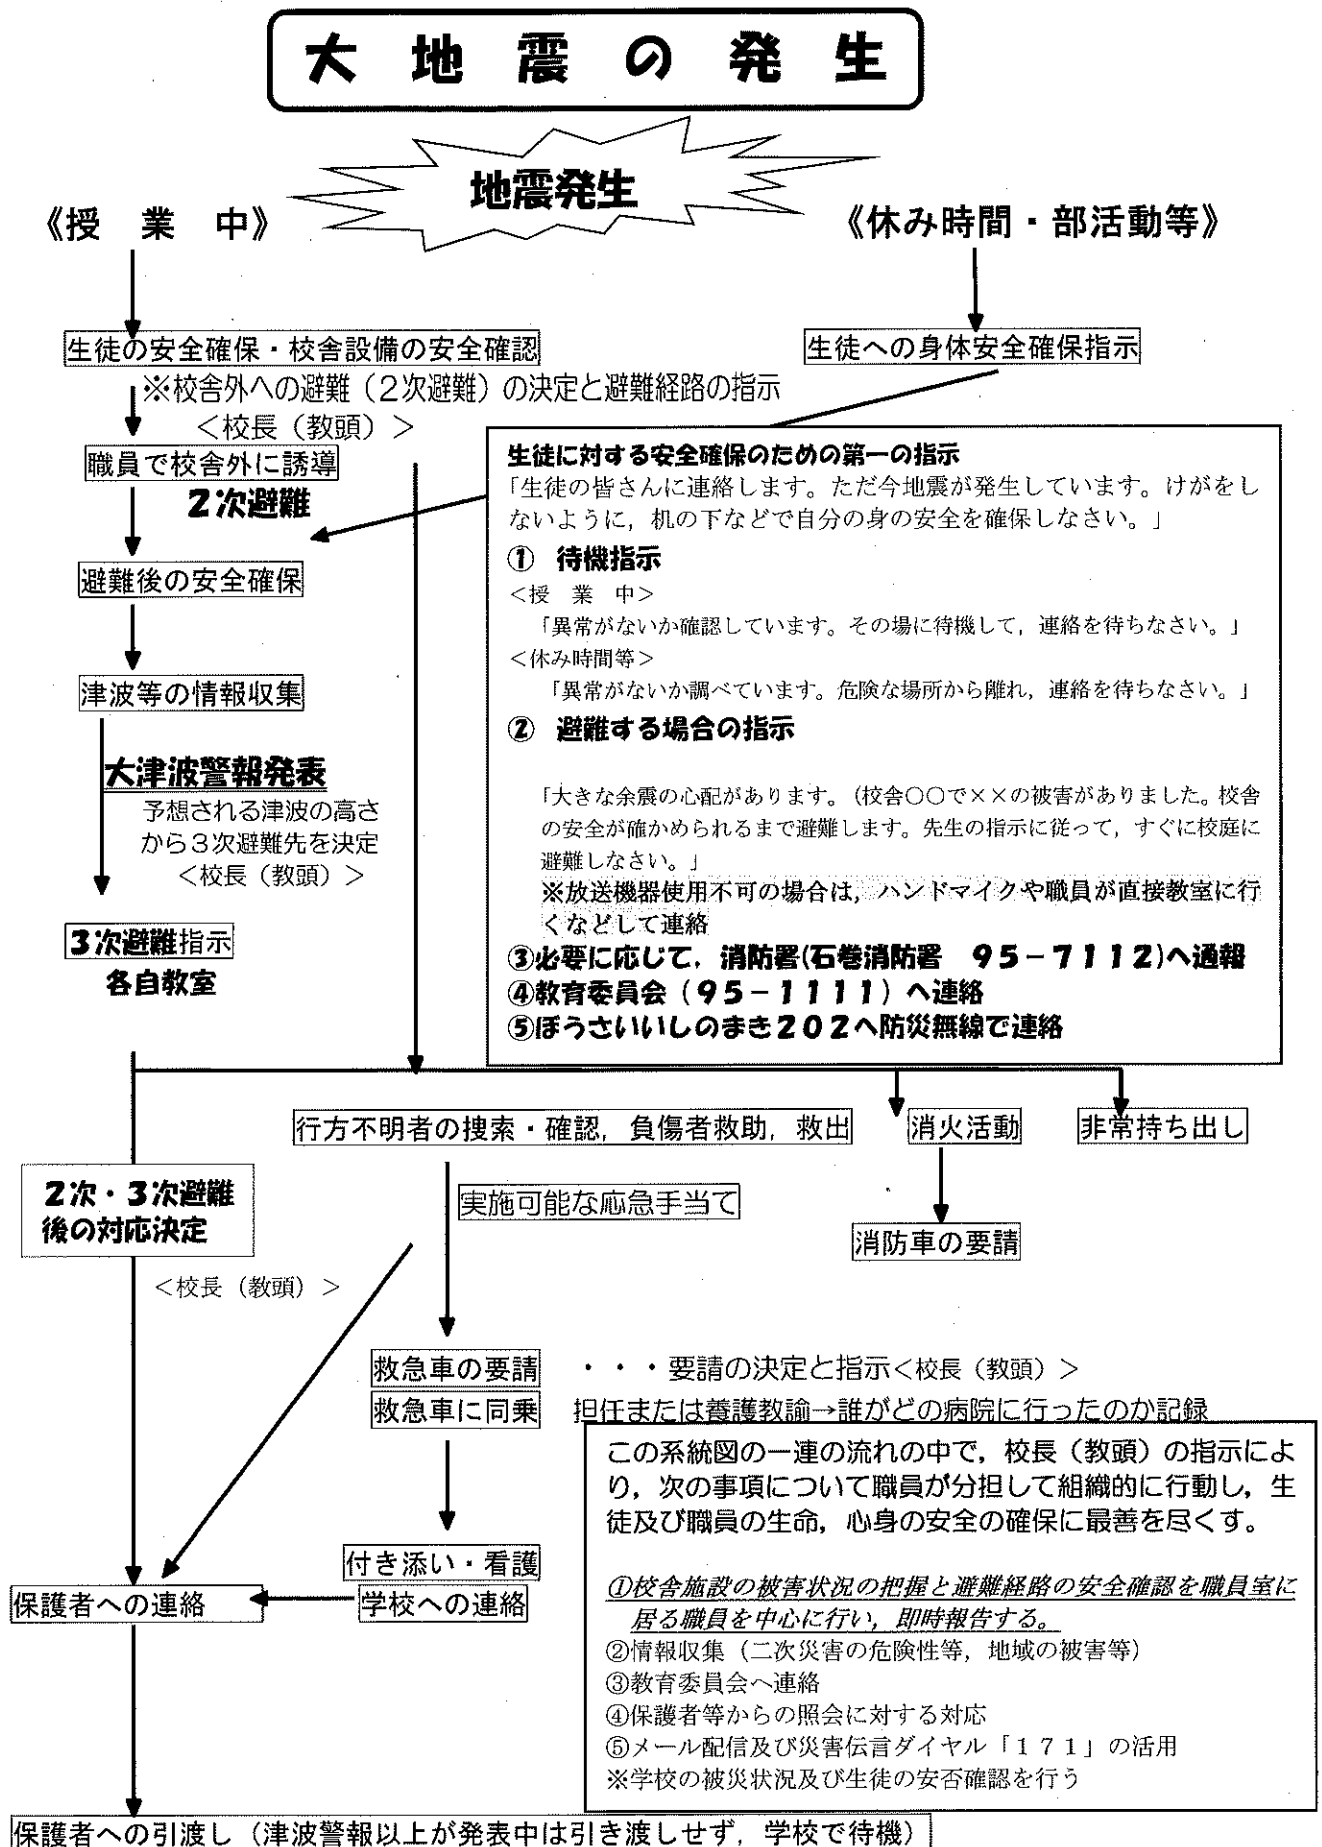 大地震の発生
地震発生
《授　業　中》
《休み時間・部活動等》
生徒の安全確保・校舎設備の安全確認
生徒への身体安全確保指示
※校舎外への避難（２次避難）の決定と避難経路の指示
＜校長（教頭）＞
職員で校舎外に誘導
２次避難
避難後の安全確保
津波等の情報収集
大津波警報発表
予想される津波の高さ
から３次避難先を決定
＜校長（教頭）＞
３次避難指示
各自教室
生徒に対する安全確保のための第一の指示
「生徒の皆さんに連絡します。ただ今地震が発生しています。けがをし
ないように，机の下などで自分の身の安全を確保しなさい。」
①　待機指示
＜授　業　中＞
「異常がないか確認しています。その場に待機して，連絡を待ちなさい。」
＜休み時間等＞
「異常がないか調べています。危険な場所から離れ，連絡を待ちなさい。」
②　避難する場合の指示
「大きな余震の心配があります。（校舎〇〇で××の被害がありました。校舎
の安全が確かめられるまで避難します。先生の指示に従って，すぐに校庭に
避難しなさい。」
※放送機器使用不可の場合は，ハンドマイクや職員が直接教室に行
くなどして連絡
③必要に応じて，消防署(石巻消防署　９５－７１１２)へ通報
④教育委員会（９５－１１１１）へ連絡
⑤ぼうさいいしのまき２０２へ防災無線で連絡
行方不明者の捜索・確認，負傷者救助，救出
消火活動
非常持ち出し
２次・３次避難
後の対応決定
＜校長（教頭）＞
実施可能な応急手当て
消防車の要請
救急車の要請
・・・要請の決定と指示＜校長（教頭）＞
救急車に同乗
担任または養護教諭→誰がどの病院に行ったのか記録
付き添い・看護
学校への連絡
保護者への連絡
この系統図の一連の流れの中で，校長（教頭）の指示によ
り，次の事項について職員が分担して組織的に行動し，生
徒及び職員の生命，心身の安全の確保に最善を尽くす。
①校舎施設の被害状況の把握と避難経路の安全確認を職員室に
居る職員を中心に行い，即時報告する。
②情報収集（二次災害の危険性等，地域の被害等）
③教育委員会へ連絡
④保護者等からの照会に対する対応
⑤メール配信及び災害伝言ダイヤル「１７１」の活用
※学校の被災状況及び生徒の安否確認を行う
保護者への引渡し（津波警報以上が発表中は引き渡しせず，学校で待機）